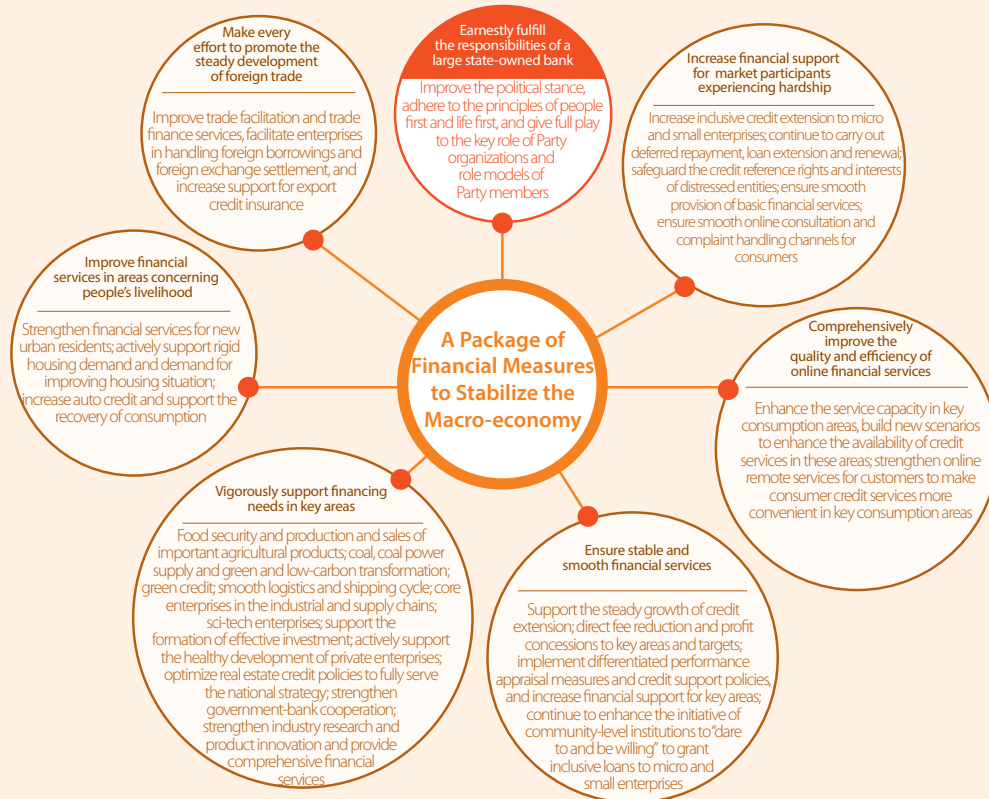 Earnestly fulfill
the responsibilities of a
large state-owned bank
Improve the political stance,
adhere to the principles of people
first and life first, and give full play
to the key role of Party
organizations and
role models of
Party members
Make every
effort to promote the
steady development
of foreign trade
Improve trade facilitation and trade
finance services, facilitate enterprises
in handling foreign borrowings and
foreign exchange settlement, and
increase support for export
credit insurance
Increase financial support
for market participants
experiencing hardship
Increase inclusive credit extension to micro
and small enterprises; continue to carry out
deferred repayment, loan extension and renewal;
safeguard the credit reference rights and interests
of distressed entities; ensure smooth
provision of basic financial services;
ensure smooth online consultation and
complaint handling channels for
consumers
Improve financial
services in areas concerning
people's livelihood
Strengthen financial services for new
urban residents; actively support rigid
housing demand and demand for
improving housing situation;
increase auto credit and support the
recovery of consumption
A Package of
Financial Measures
to Stabilize the
Macro-economy
Comprehensively
improve the
quality and efficiency of
online financial services
Enhance the service capacity in key
consumption areas, build new scenarios
to enhance the availability of credit
services in these areas; strengthen online
remote services for customers to make
consumer credit services more
convenient in key consumption areas
Vigorously support financing
needs in key areas
Food security and production and sales of
important agricultural products; coal, coal power
supply and green and low-carbon transformation;
green credit; smooth logistics and shipping cycle; core
enterprises in the industrial and supply chains;
sci-tech enterprises; support the
formation of effective investment; actively support
the healthy development of private enterprises;
optimize real estate credit policies to fully serve
the national strategy; strengthen
government-bank cooperation;
strengthen industry research and
product innovation and provide
comprehensive financial
services
Ensure stable and
smooth financial services
Support the steady growth of credit
extension; direct fee reduction and profit
concessions to key areas and targets;
implement differentiated performance
appraisal measures and credit support policies,
and increase financial support for key areas;
continue to enhance the initiative of
community-level institutions to "dare
to and be willing" to grant
inclusive loans to micro and
small enterprises